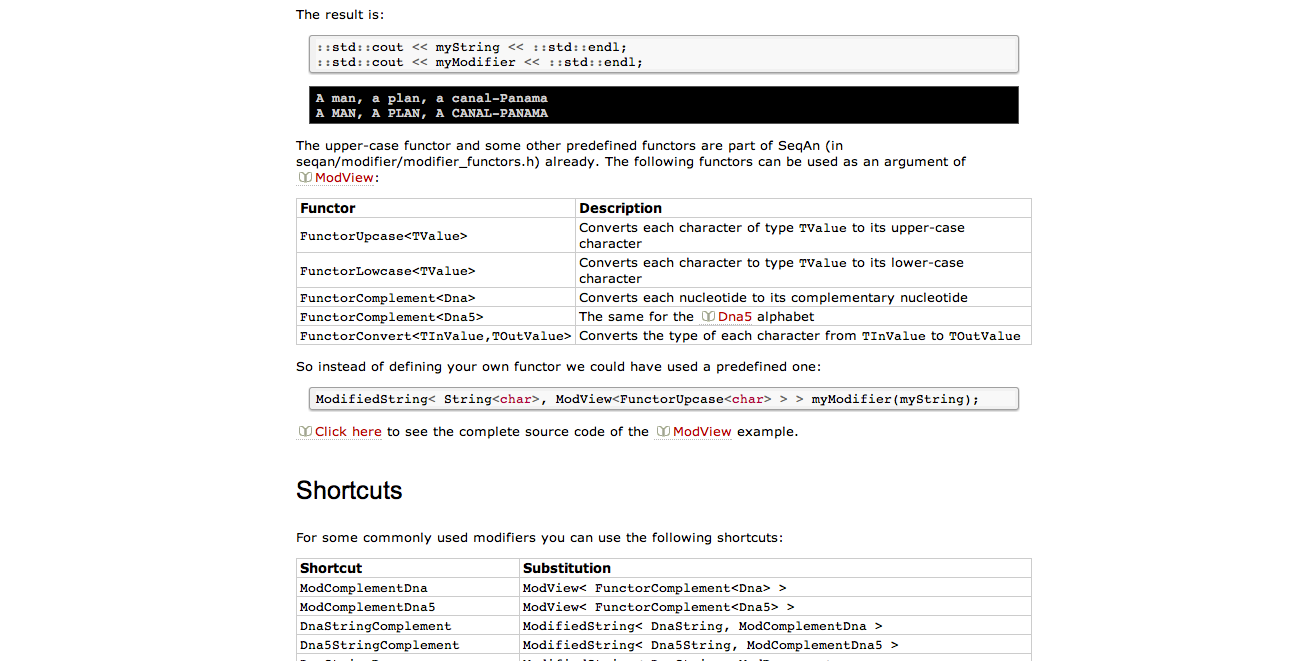 The result is:
::std::cout << myString << ::std::endl;
::std::cout << myModifier << ::std::endl;
A man, a plan, a canal-Panama
A MAN, A PLAN, A CANAL-PANAMA
The upper-case functor and some other predefined functors are part of SeqAn (in
seqan/modifier/modifier_functors.h) already. The following functors can be used as an argument of
ModView:
Functor Description
FunctorUpcase<TValue> Converts each character of type TValue to its upper-case
character
FunctorLowcase<TValue> Converts each character to type TValue to its lower-case
character
FunctorComplement<Dna> Converts each nucleotide to its complementary nucleotide
FunctorComplement<Dna5> The same for the Dna5 alphabet
FunctorConvert<TInValue,TOutValue> Converts the type of each character from TInValue to TOutValue
So instead of defining your own functor we could have used a predefined one:
ModifiedString< String<char>, ModView<FunctorUpcase<char> > > myModifier(myString);
Click here to see the complete source code of the ModView example.
Shortcuts
For some commonly used modifiers you can use the following shortcuts:
Shortcut Substitution
ModComplementDna ModView< FunctorComplement<Dna> >
ModComplementDna5 ModView< FunctorComplement<Dna5> >
DnaStringComplement ModifiedString< DnaString, ModComplementDna >
Dna5StringComplement ModifiedString< Dna5String, ModComplementDna5 >